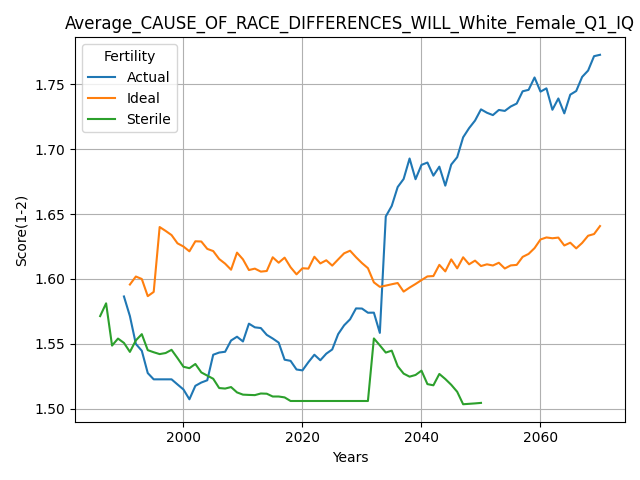 Average_CAUSE_OF_RACE_DIFFERENCES_WILL_White_Female_Q1_IQ
Fertility
Actual
Ideal
Sterile
Score(1-2)
1.75
1.70
1.65
1.60
1.55
1.50
2000 2020 2040 2060
Years